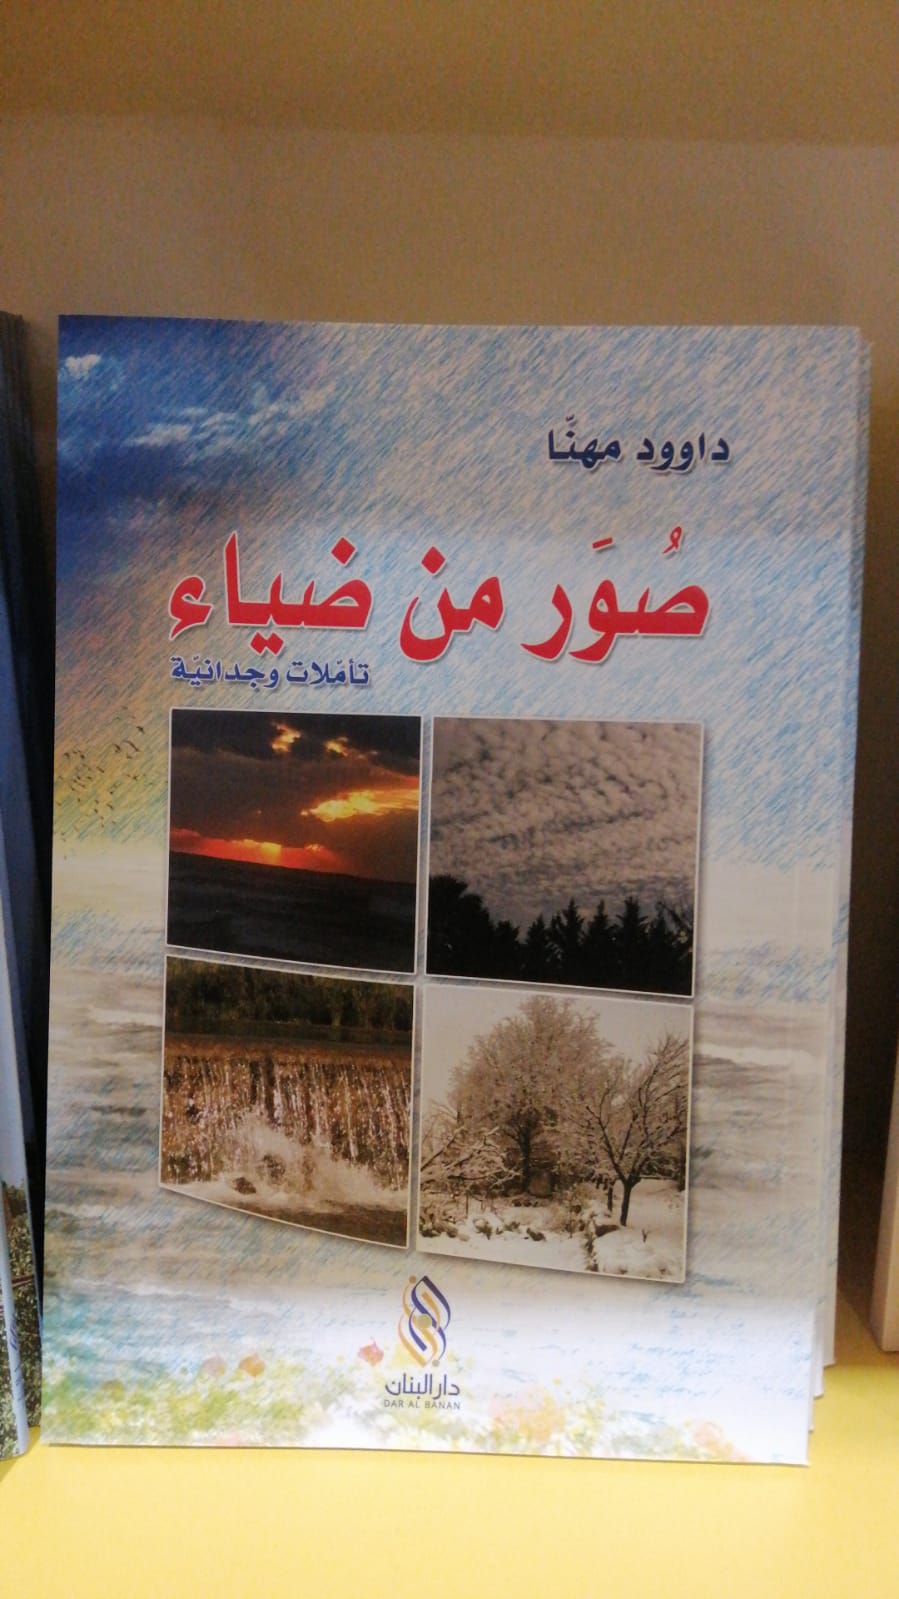 داوود مهنّا
صُوَر من ضياء
تأمّلات وجدانيّة
دار البنان
DAR AL BANAN